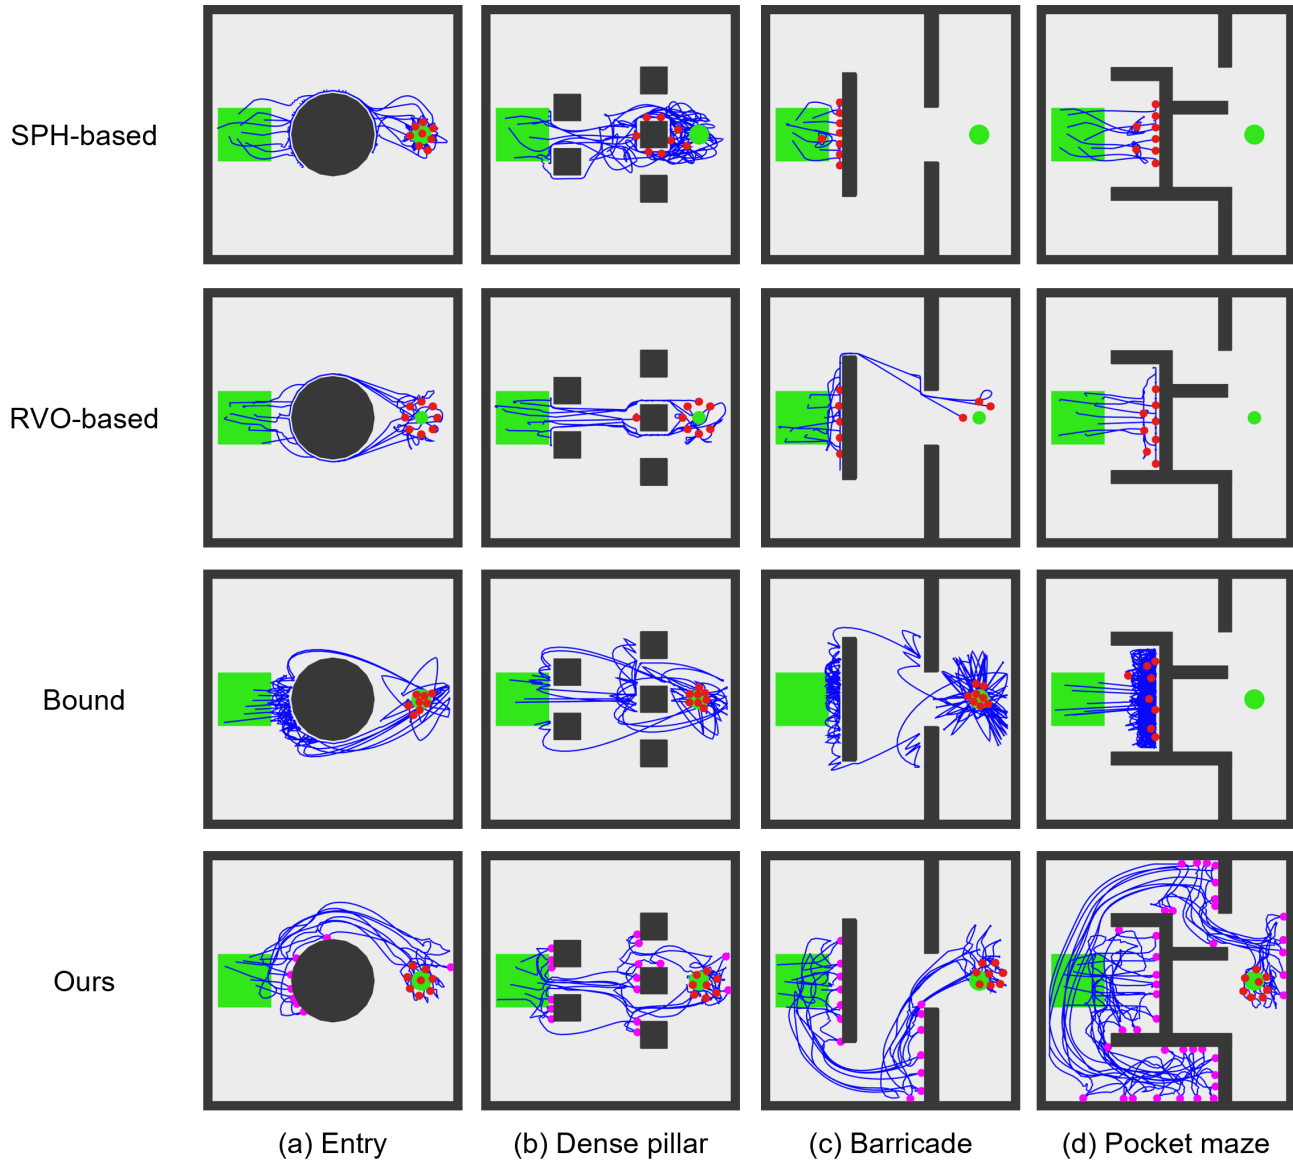 SPH-based
RVO-based
Bound
Ours
(a) Entry
(b) Dense pillar
(c) Barricade
(d) Pocket maze